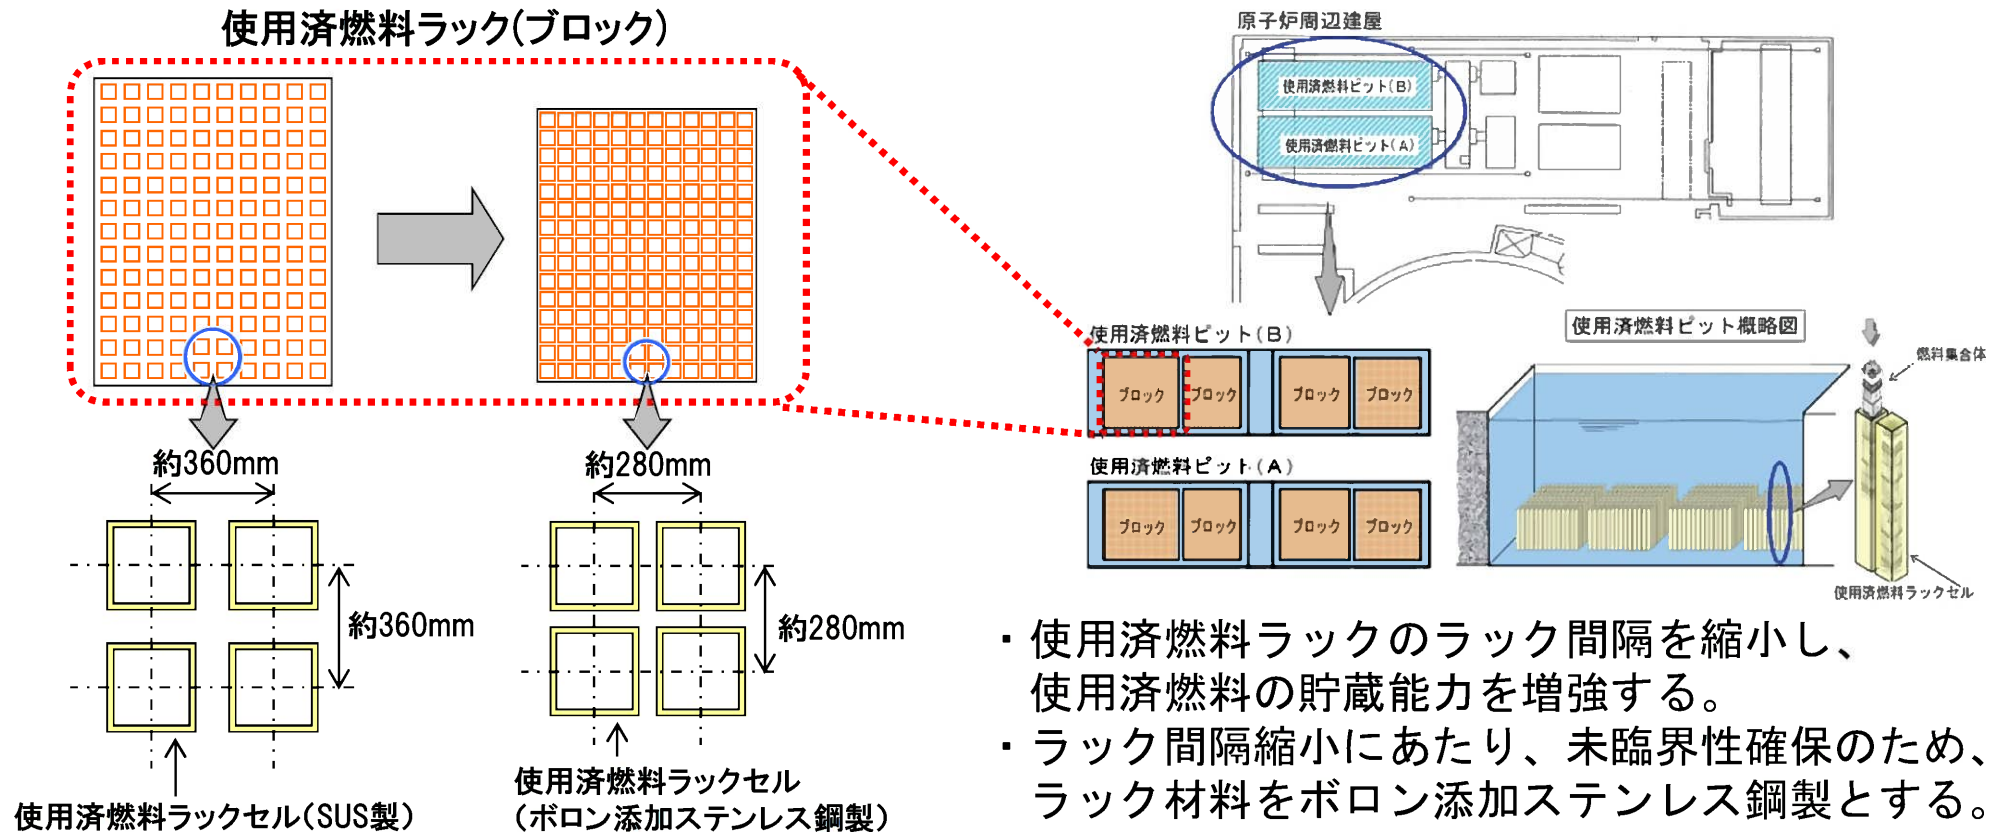 使用済燃料ラック(ブロック)
約360mm
約360mm
使用済燃料ラックセル(SUS製)
約280mm
約280mm
使用済燃料ラックセル
(ボロン添加ステンレス鋼製)
原子炉周辺建屋
使用済燃料ピット(B)
使用済燃料ピット(A)
使用済燃料ピット(B)
ブロック
ブロック
ブロック
ブロック
使用済燃料ピット(A)
ブロック
ブロック
ブロック
ブロック
使用済燃料ピット概略図
燃料集合体
使用済燃料ラックセル
・使用済燃料ラックのラック間隔を縮小し、
使用済燃料の貯蔵能力を増強する。
・ラック間隔縮小にあたり、未臨界性確保のため、
ラック材料をボロン添加ステンレス鋼製とする。